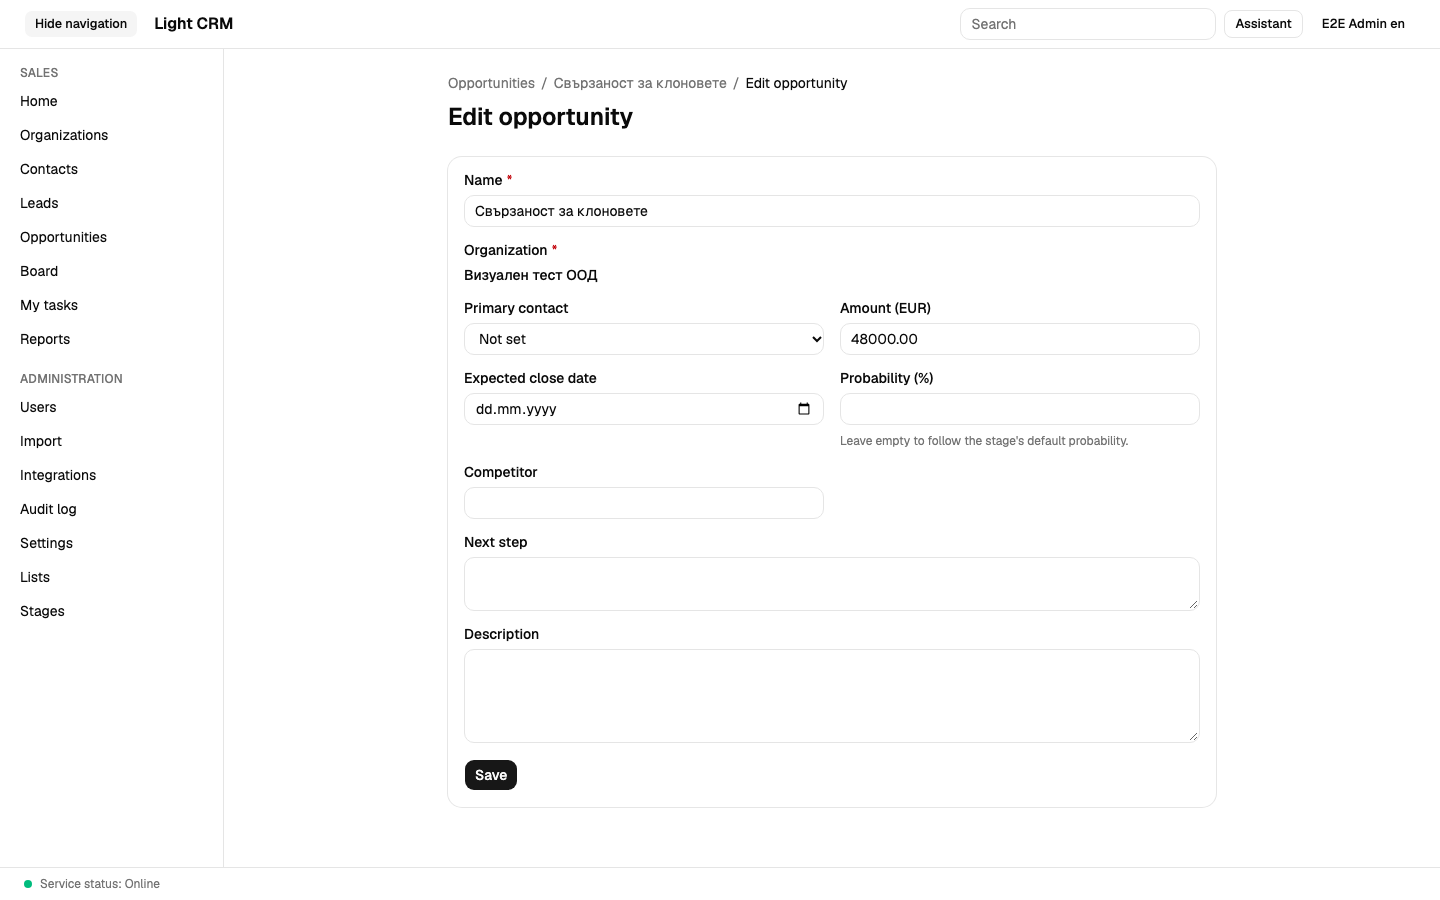 Hide navigation
Light CRM
Search
Assistant
E2E Admin en
SALES
Home
Organizations
Contacts
Leads
Opportunities
Board
My tasks
Reports
ADMINISTRATION
Users
Import
Integrations
Audit log
Settings
Lists
Stages
Opportunities / Свързаност за клоновете / Edit opportunity
Edit opportunity
Name *
Свързаност за клоновете
Organization *
Визуален тест ООД
Primary contact
Not set
Amount (EUR)
48000.00
Expected close date
dd.mm.yyyy
Probability (%)
Leave empty to follow the stage's default probability.
Competitor
Next step
Description
Save
Service status: Online